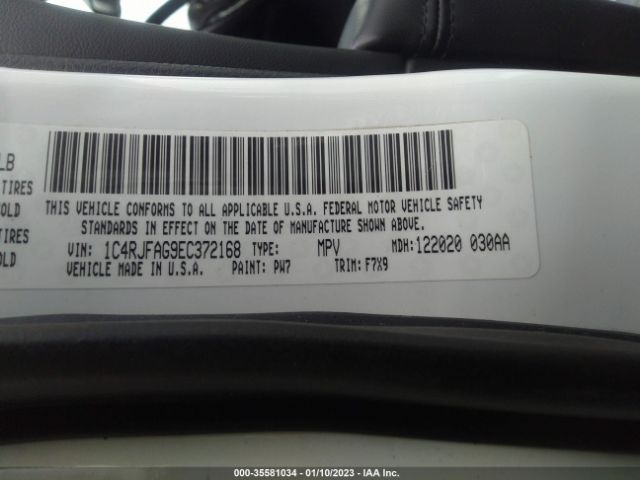 LB
TIRES
OLD
TIRES
OLD
THIS VEHICLE CONFORMS TO ALL APPLICABLE U.S.A. FEDERAL MOTOR VEHICLE SAFETY
STANDARDS IN EFFECT ON THE DATE OF MANUFACTURE SHOWN ABOVE.
VIN: 1C4RJFAG9EC372168 TYPE: MPV MDH:122020 030AA
VEHICLE MADE IN U.S.A. PAINT: PW7 TRIM:F7X9
000-35581034 - 01/10/2023 - IAA Inc.